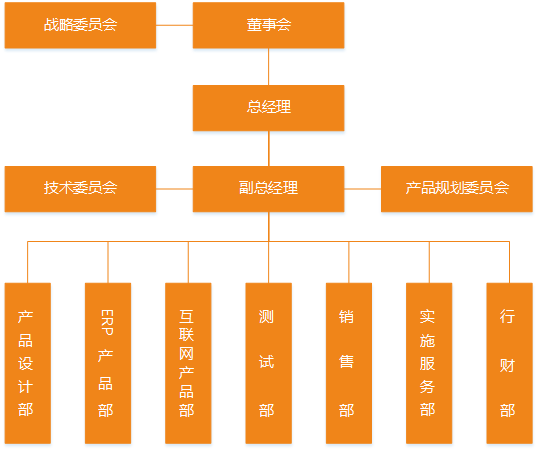 战略委员会
董事会
总经理
技术委员会
副总经理
产品规划委员会
产品设计部
ERP产品部
互联网产品部
测试部
销售部
实施服务部
行财部